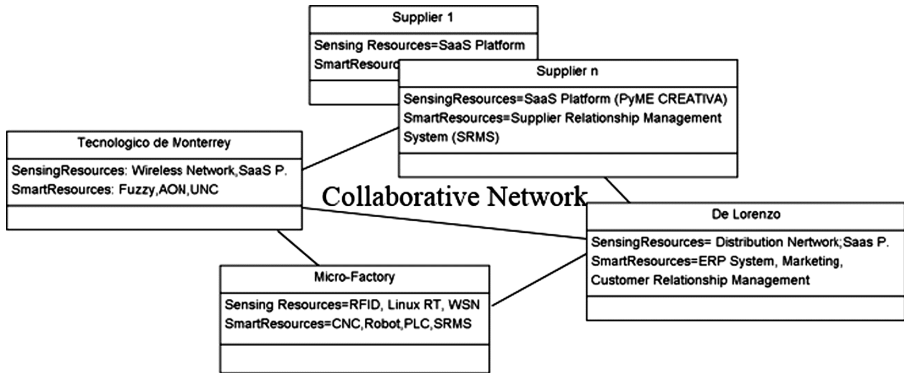 Supplier 1
Sensing Resources=SaaS Platform
SmartResourc
Supplier n
SensingResources=SaaS Platform (PyME CREATIVA)
SmartResources=Supplier Relationship Management
System (SRMS)
Tecnologico de Monterrey
SensingResources: Wireless Network,SaaS P.
SmartResources: Fuzzy,AON,UNC
Collaborative Network
De Lorenzo
SensingResources= Distribution Nertwork;Saas P.
SmartResources=ERP System, Marketing,
Customer Relationship Management
Micro-Factory
Sensing Resources=RFID, Linux RT, WSN
SmartResources=CNC,Robot,PLC,SRMS